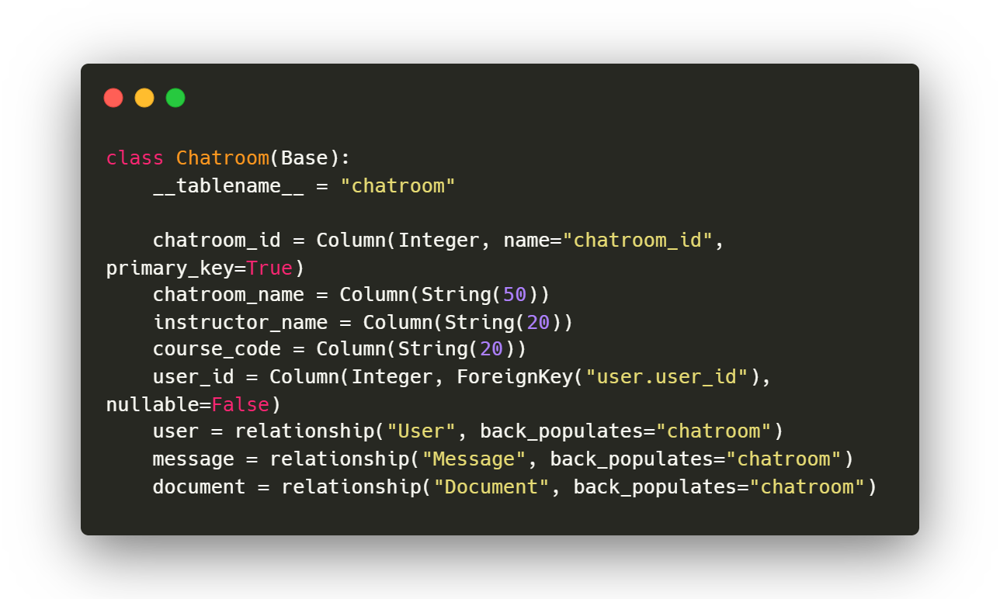 class Chatroom(Base):
    __tablename__ = "chatroom"

    chatroom_id = Column(Integer, name="chatroom_id",
primary_key=True)
    chatroom_name = Column(String(50))
    instructor_name = Column(String(20))
    course_code = Column(String(20))
    user_id = Column(Integer, ForeignKey("user.user_id"),
nullable=False)
    user = relationship("User", back_populates="chatroom")
    message = relationship("Message", back_populates="chatroom")
    document = relationship("Document", back_populates="chatroom")